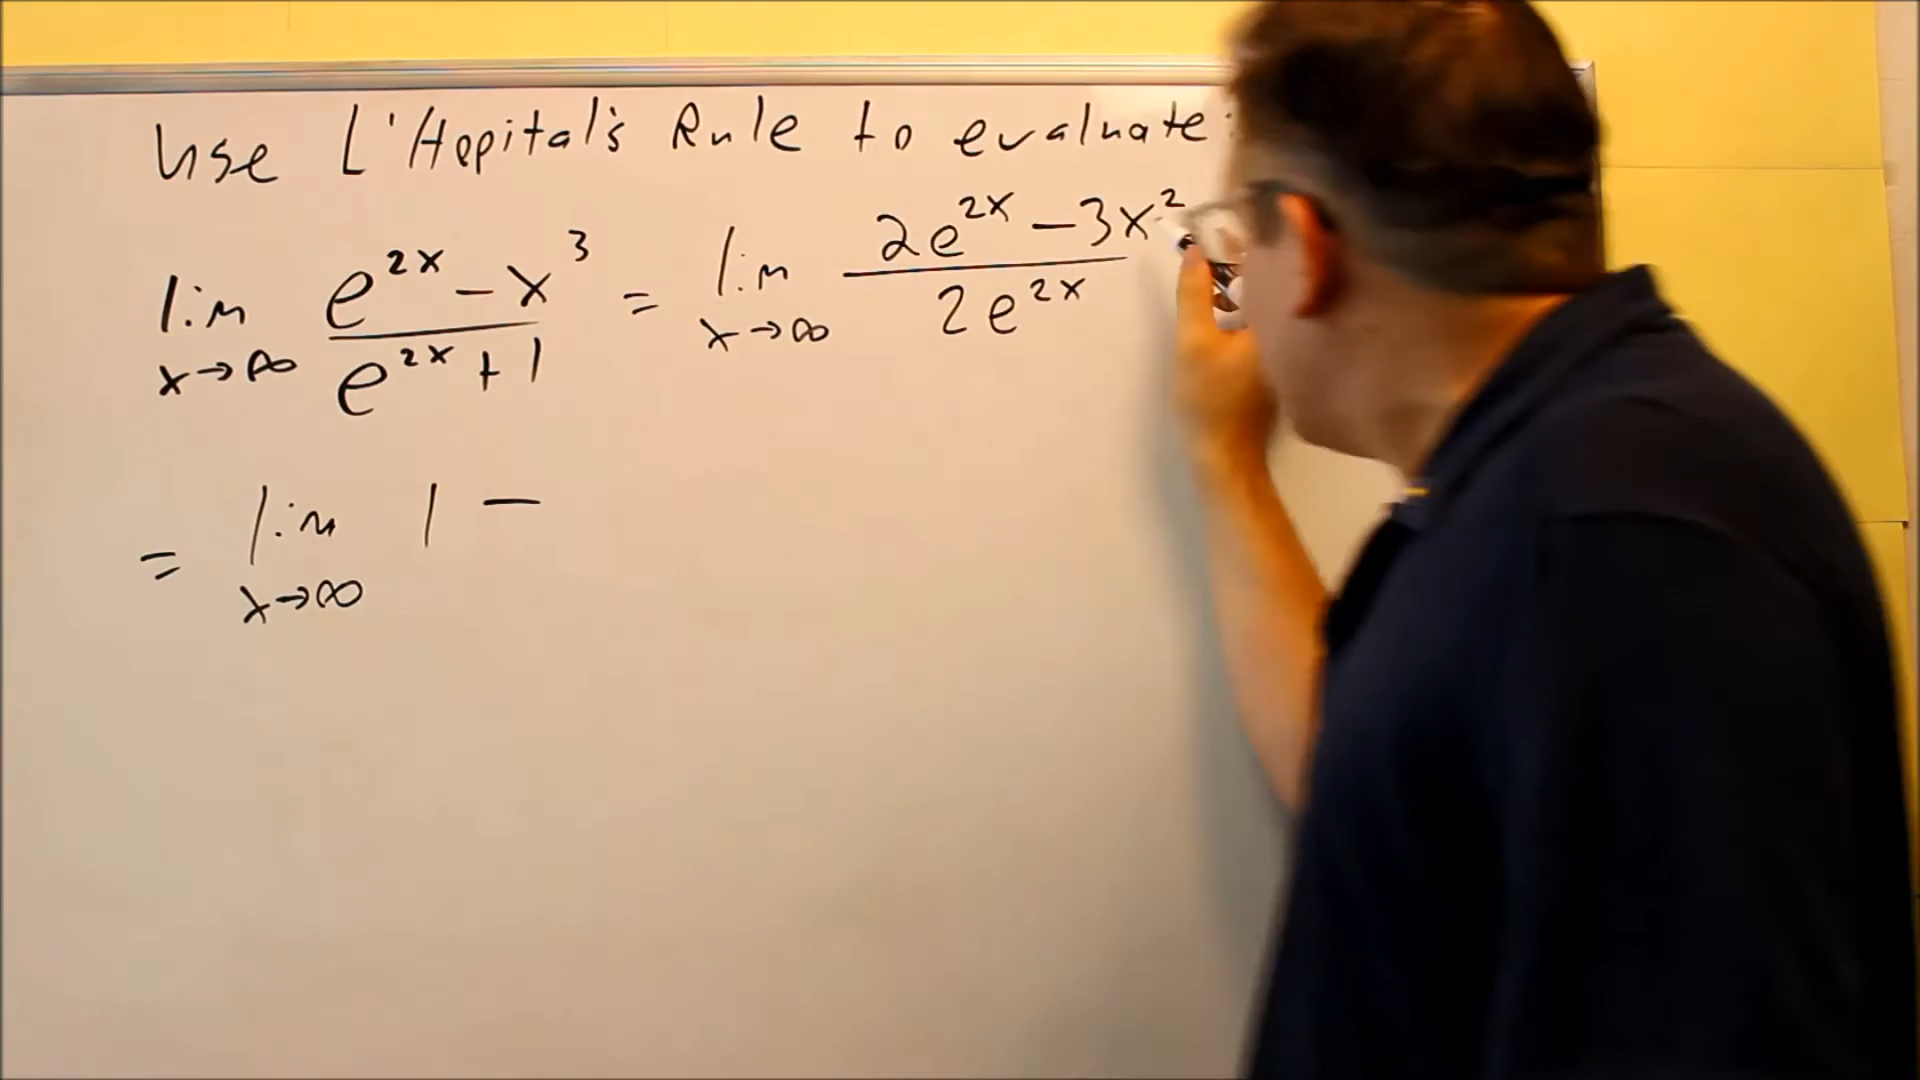 Use L'Hopital's Rule to evaluate:
lim x→∞ (e^{2x} - x^3)/(e^{2x} + 1) = lim x→∞ (2e^{2x} - 3x^2)/(2e^{2x})
= lim x→∞ 1 -